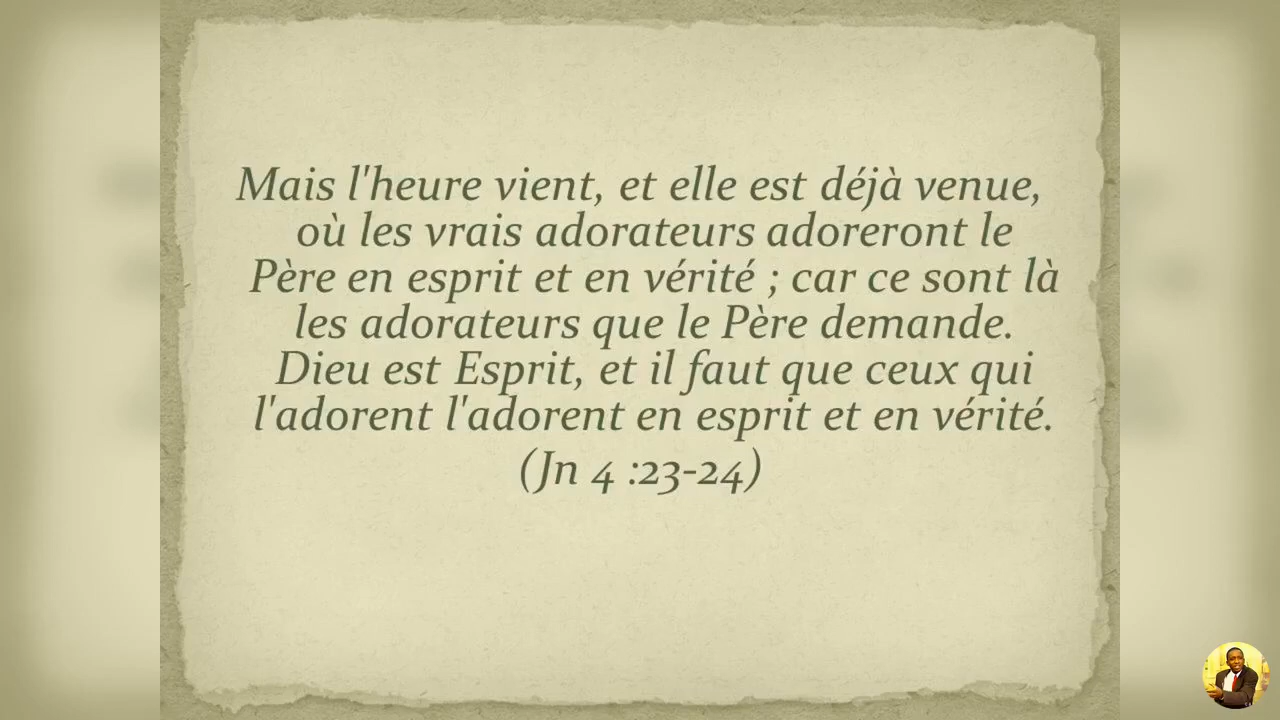 Mais l'heure vient, et elle est déjà venue,
où les vrais adorateurs adoreront le
Père en esprit et en vérité ; car ce sont là
les adorateurs que le Père demande.
Dieu est Esprit, et il faut que ceux qui
l'adorent l'adorent en esprit et en vérité.
(Jn 4 :23-24)